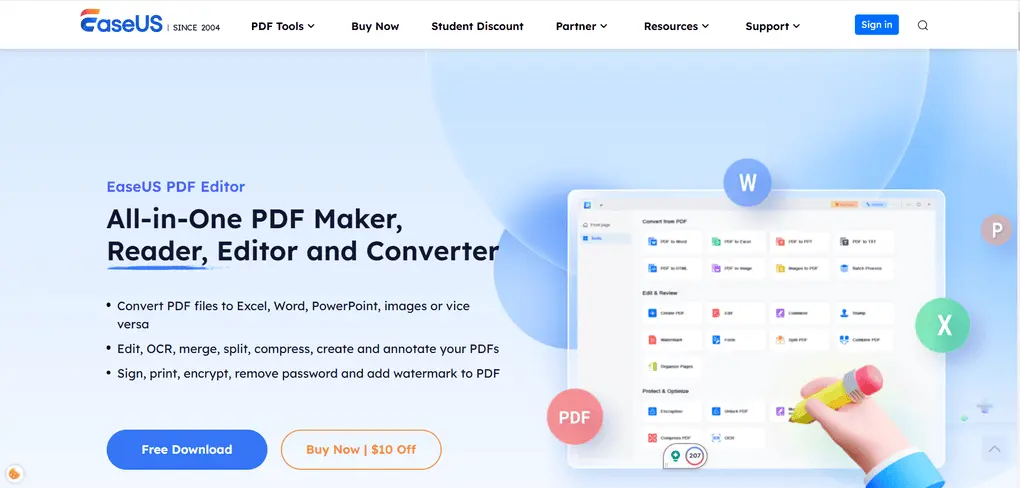 EaseUS | SINCE 2004
PDF Tools
Buy Now
Student Discount
Partner
Resources
Support
Sign in
EaseUS PDF Editor
All-in-One PDF Maker,
Reader, Editor and Converter
• Convert PDF files to Excel, Word, PowerPoint, images or vice
versa
• Edit, OCR, merge, split, compress, create and annotate your PDFs
• Sign, print, encrypt, remove password and add watermark to PDF
Free Download
Buy Now | $10 Off
W
P
X
PDF
Front page
Tools
Convert from PDF
PDF to Word
PDF to Excel
PDF to PPT
PDF to TXT
PDF to HTML
PDF to Image
Images to PDF
Batch Process
Edit & Review
Create PDF
Edit
Comment
Stamp
Watermark
Form
Split PDF
Combine PDF
Organize Pages
Protect & Optimize
Encryption
Unlock PDF
Compress PDF
OCR
207